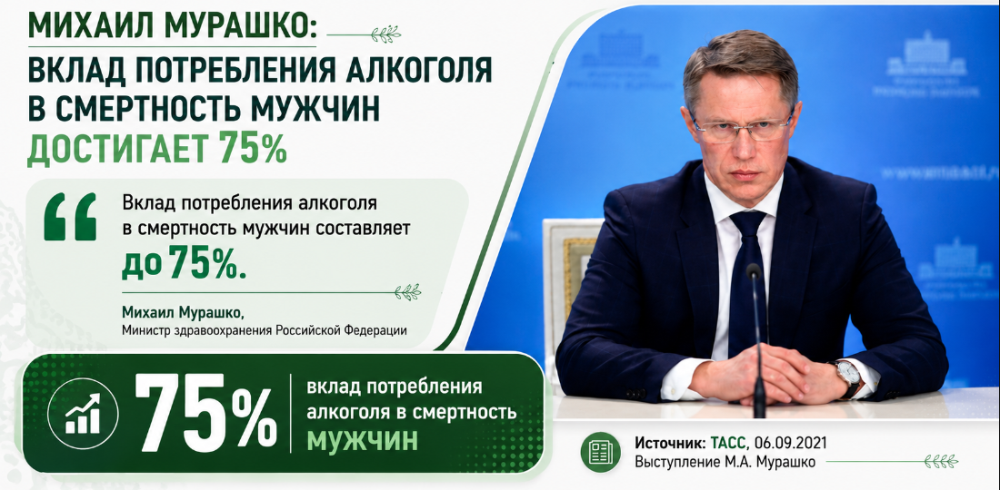 МИХАИЛ МУРАШКО:
ВКЛАД ПОТРЕБЛЕНИЯ АЛКОГОЛЯ
В СМЕРТНОСТЬ МУЖЧИН
ДОСТИГАЕТ 75%
Вклад потребления алкоголя
в смертность мужчин составляет
до 75%.
Михаил Мурашко,
Министр здравоохранения Российской Федерации
75%
вклад потребления
алкоголя в смертность
мужчин
Источник: ТАСС, 06.09.2021
Выступление М.А. Мурашко